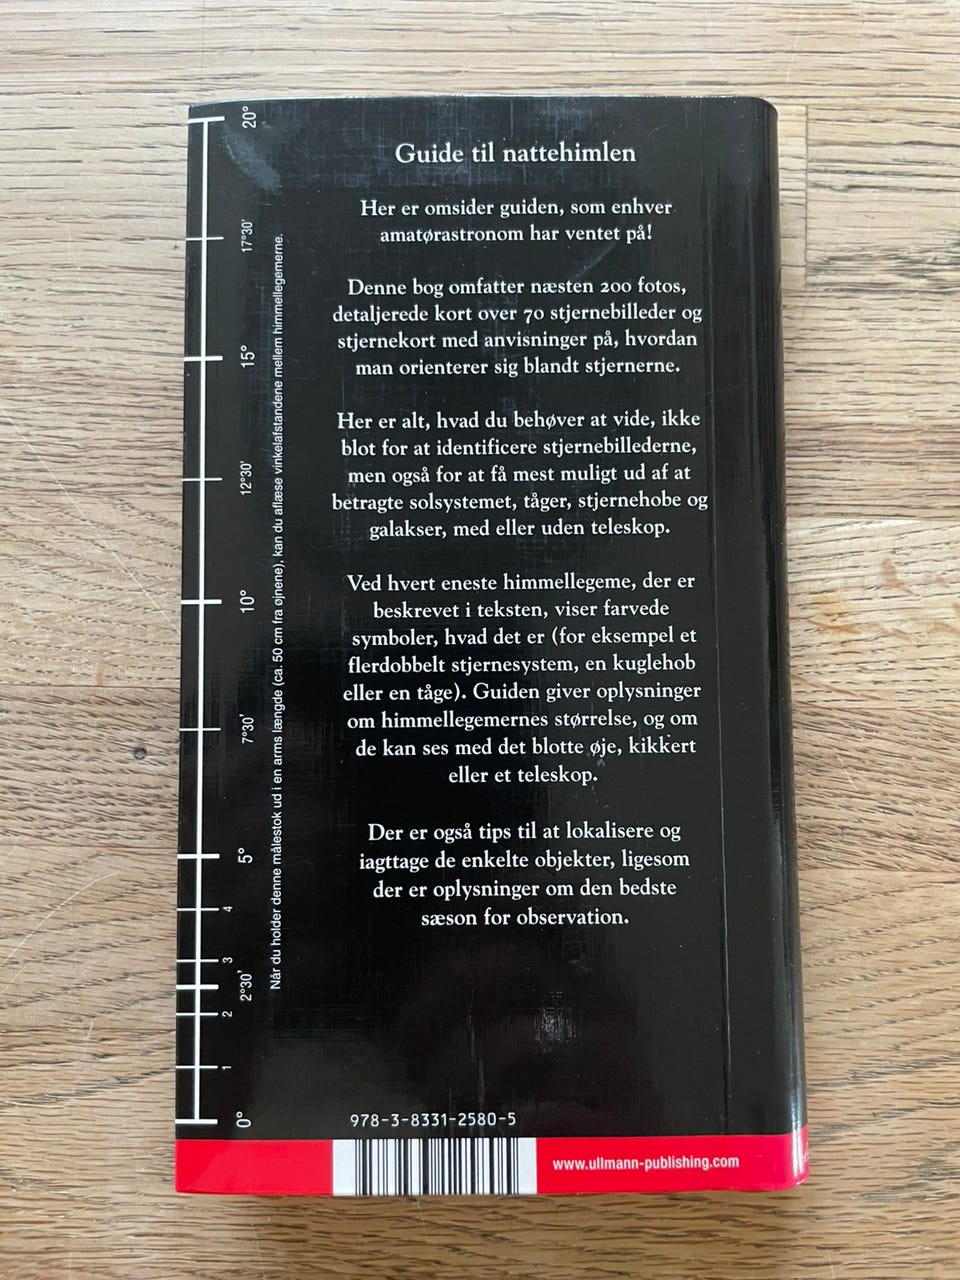 Guide til nattehimlen
Her er omsider guiden, som enhver
amatørastronom har ventet på!
Denne bog omfatter næsten 200 fotos,
detaljerede kort over 70 stjernebilleder og
stjernekort med anvisninger på, hvordan
man orienterer sig blandt stjernerne.
Her er alt, hvad du behøver at vide, ikke
blot for at identificere stjernebillederne,
men også for at få mest muligt ud af at
betragte solsystemet, tåger, stjernehobe og
galakser, med eller uden teleskop.
Ved hvert eneste himmellegeme, der er
beskrevet i teksten, viser farvede
symboler, hvad det er (for eksempel et
flerdobbelt stjernesystem, en kuglehob
eller en tåge). Guiden giver oplysninger
om himmellegemernes størrelse, og om
de kan ses med det blotte øje, kikkert
eller et teleskop.
Der er også tips til at lokalisere og
iagttage de enkelte objekter, ligesom
der er oplysninger om den bedste
sæson for observation.
20°
17°30'
15°
12°30'
10°
7°30'
5°
4
3
2°30'
2
1
0°
Når du holder denne målestok ud i en arms længde (ca. 50 cm fra øjnene), kan du aflæse vinkelafstandene mellem himmellegemerne.
978-3-8331-2580-5
www.ullmann-publishing.com